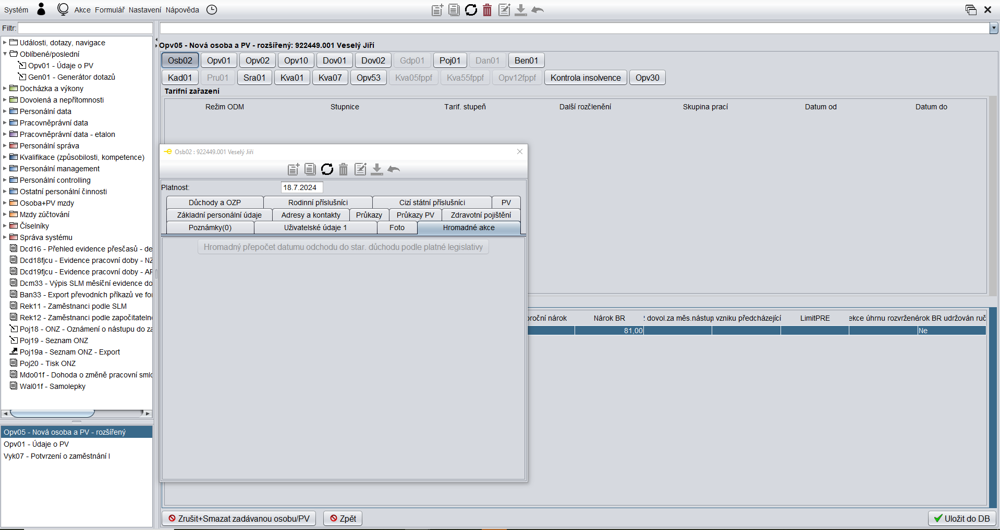 Systém Akce Formulář Nastavení Nápověda
Filtr:
Události, dotazy, navigace
Oblíbené/poslední
Opv01 - Údaje o PV
Gen01 - Generátor dotazů
Docházka a výkony
Dovolená a nepřítomnosti
Personální data
Pracovněprávní data
Pracovněprávní data - etalon
Personální správa
Kvalifikace (způsobilosti, kompetence)
Personální management
Personální controlling
Ostatní personální činnosti
Osoba+PV mzdy
Mzdy zúčtování
Číselníky
Správa systému
Dcd16 - Přehled evidence přesčasů - de
Dcd18fjcu - Evidence pracovní doby - NZ
Dcd19fjcu - Evidence pracovní doby - AF
Dcm33 - Výpis SLM měsíční evidence do
Ban33 - Export převodních příkazů ve for
Rek11 - Zaměstnanci podle SLM
Rek12 - Zaměstnanci podle započitatelne
Poj18 - ONZ - Oznámení o nástupu do za
Poj19 - Seznam ONZ
Poj19a - Seznam ONZ - Export
Poj20 - Tisk ONZ
Mdo01f - Dohoda o změně pracovní smlo
Wal01f - Samolepky
Opv05 - Nová osoba a PV - rozšířený
Opv01 - Údaje o PV
Vyk07 - Potvrzení o zaměstnání I
Opv05 - Nová osoba a PV - rozšířený: 922449.001 Veselý Jiří
Osb02 Opv01 Opv02 Opv10 Dov01 Dov02 Gdp01 Poj01 Dan01 Ben01
Kad01 Pru01 Sra01 Kva01 Kva07 Opv53 Kva05fppf Kva55fppf Opv12fppf Kontrola insolvence Opv30
Tarifní zařazení
Režim ODM Stupnice Tarif. stupeň Další rozčlenění Skupina prací Datum od Datum do
Osb02 : 922449.001 Veselý Jiří
Platnost: 18.7.2024
Důchody a OZP Rodinní příslušníci Cizí státní příslušníci PV
Základní personální údaje Adresy a kontakty Průkazy Průkazy PV Zdravotní pojištění
Poznámky(0) Uživatelské údaje 1 Foto Hromadné akce
Hromadný přepočet datumu odchodu do star. důchodu podle platné legislativy
oroční nárok Nárok BR dovol.za měs.nástup vzniku předcházející LimitPRE ekce úhrnu rozvržené rok BR udržován ruč
81,00 Ne
Zrušit+Smazat zadávanou osobu/PV Zpět Uložit do DB